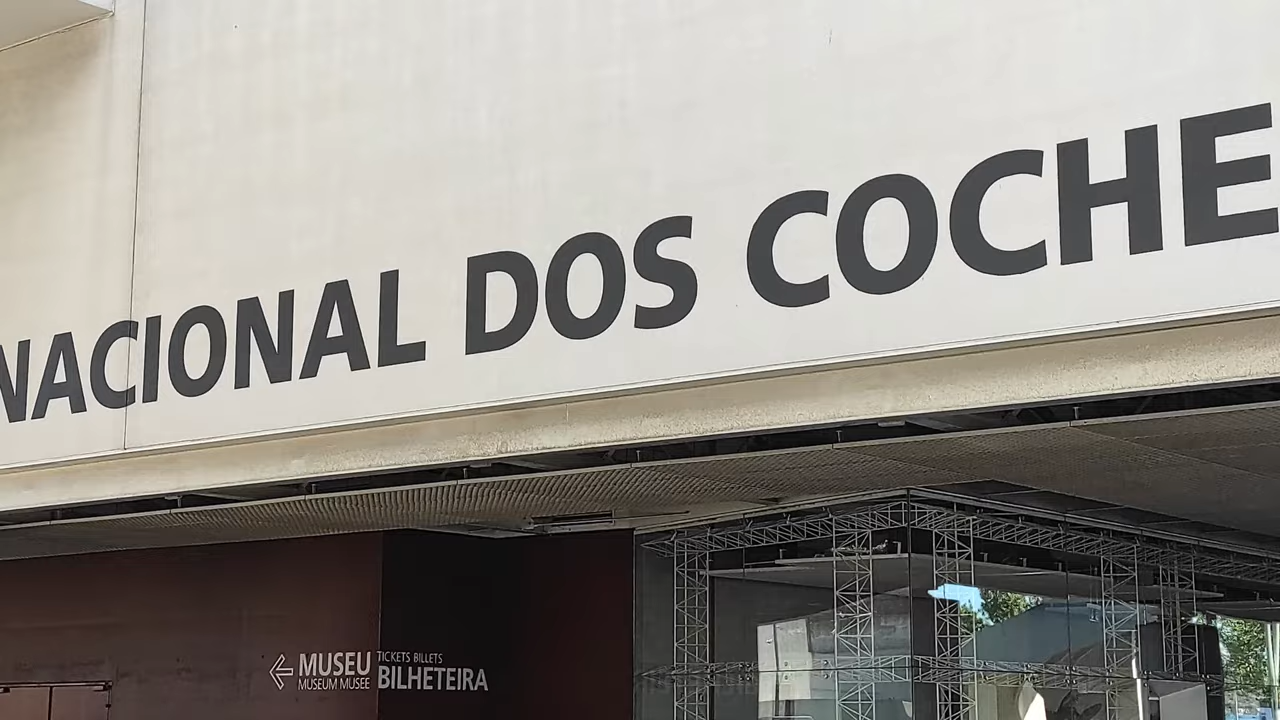 NACIONAL DOS COCHE
MUSEU
MUSEUM MUSEE
TICKETS BILLETS
BILHETEIRA